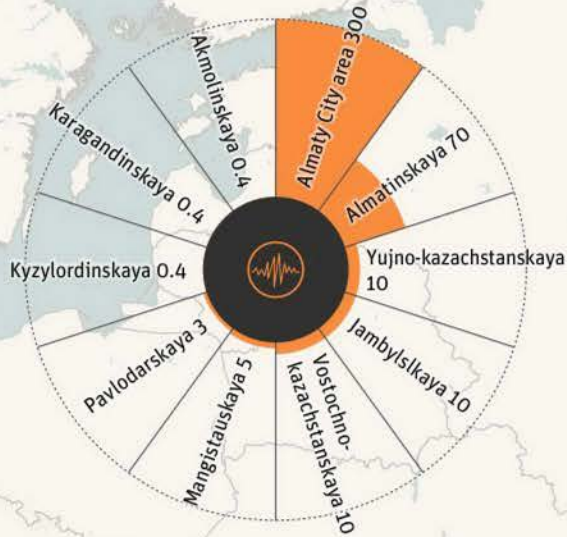 Almaty City area 300
Almatinskaya 70
Yujno-kazachstanskaya
10
Jambylslkaya 10
Vostochno-
kazachstanskaya 10
Mangistauskaya 5
Pavlodarskaya 3
Kyzylordinskaya 0.4
Karagandinskaya 0.4
Akmolinskaya 0.4